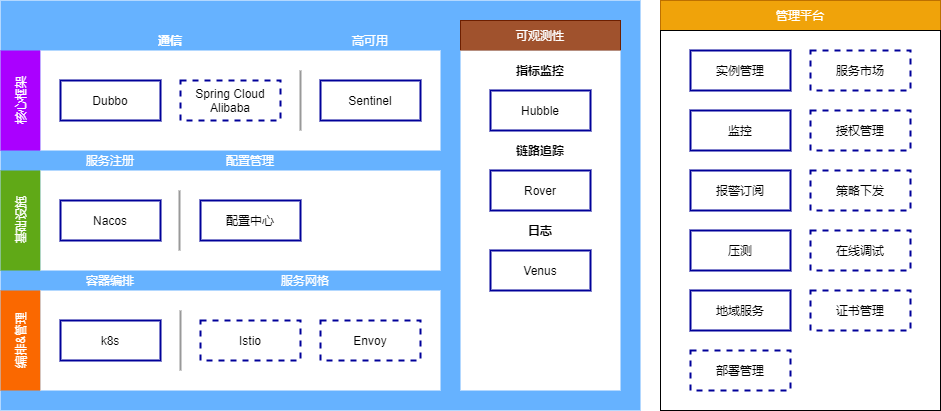 通信
高可用
核心框架
Dubbo
Spring Cloud
Alibaba
Sentinel
服务注册
配置管理
基础设施
Nacos
配置中心
容器编排
服务网格
编排&管理
k8s
Istio
Envoy
可观测性
指标监控
Hubble
链路追踪
Rover
日志
Venus
管理平台
实例管理
服务市场
监控
授权管理
报警订阅
策略下发
压测
在线调试
地域服务
证书管理
部署管理